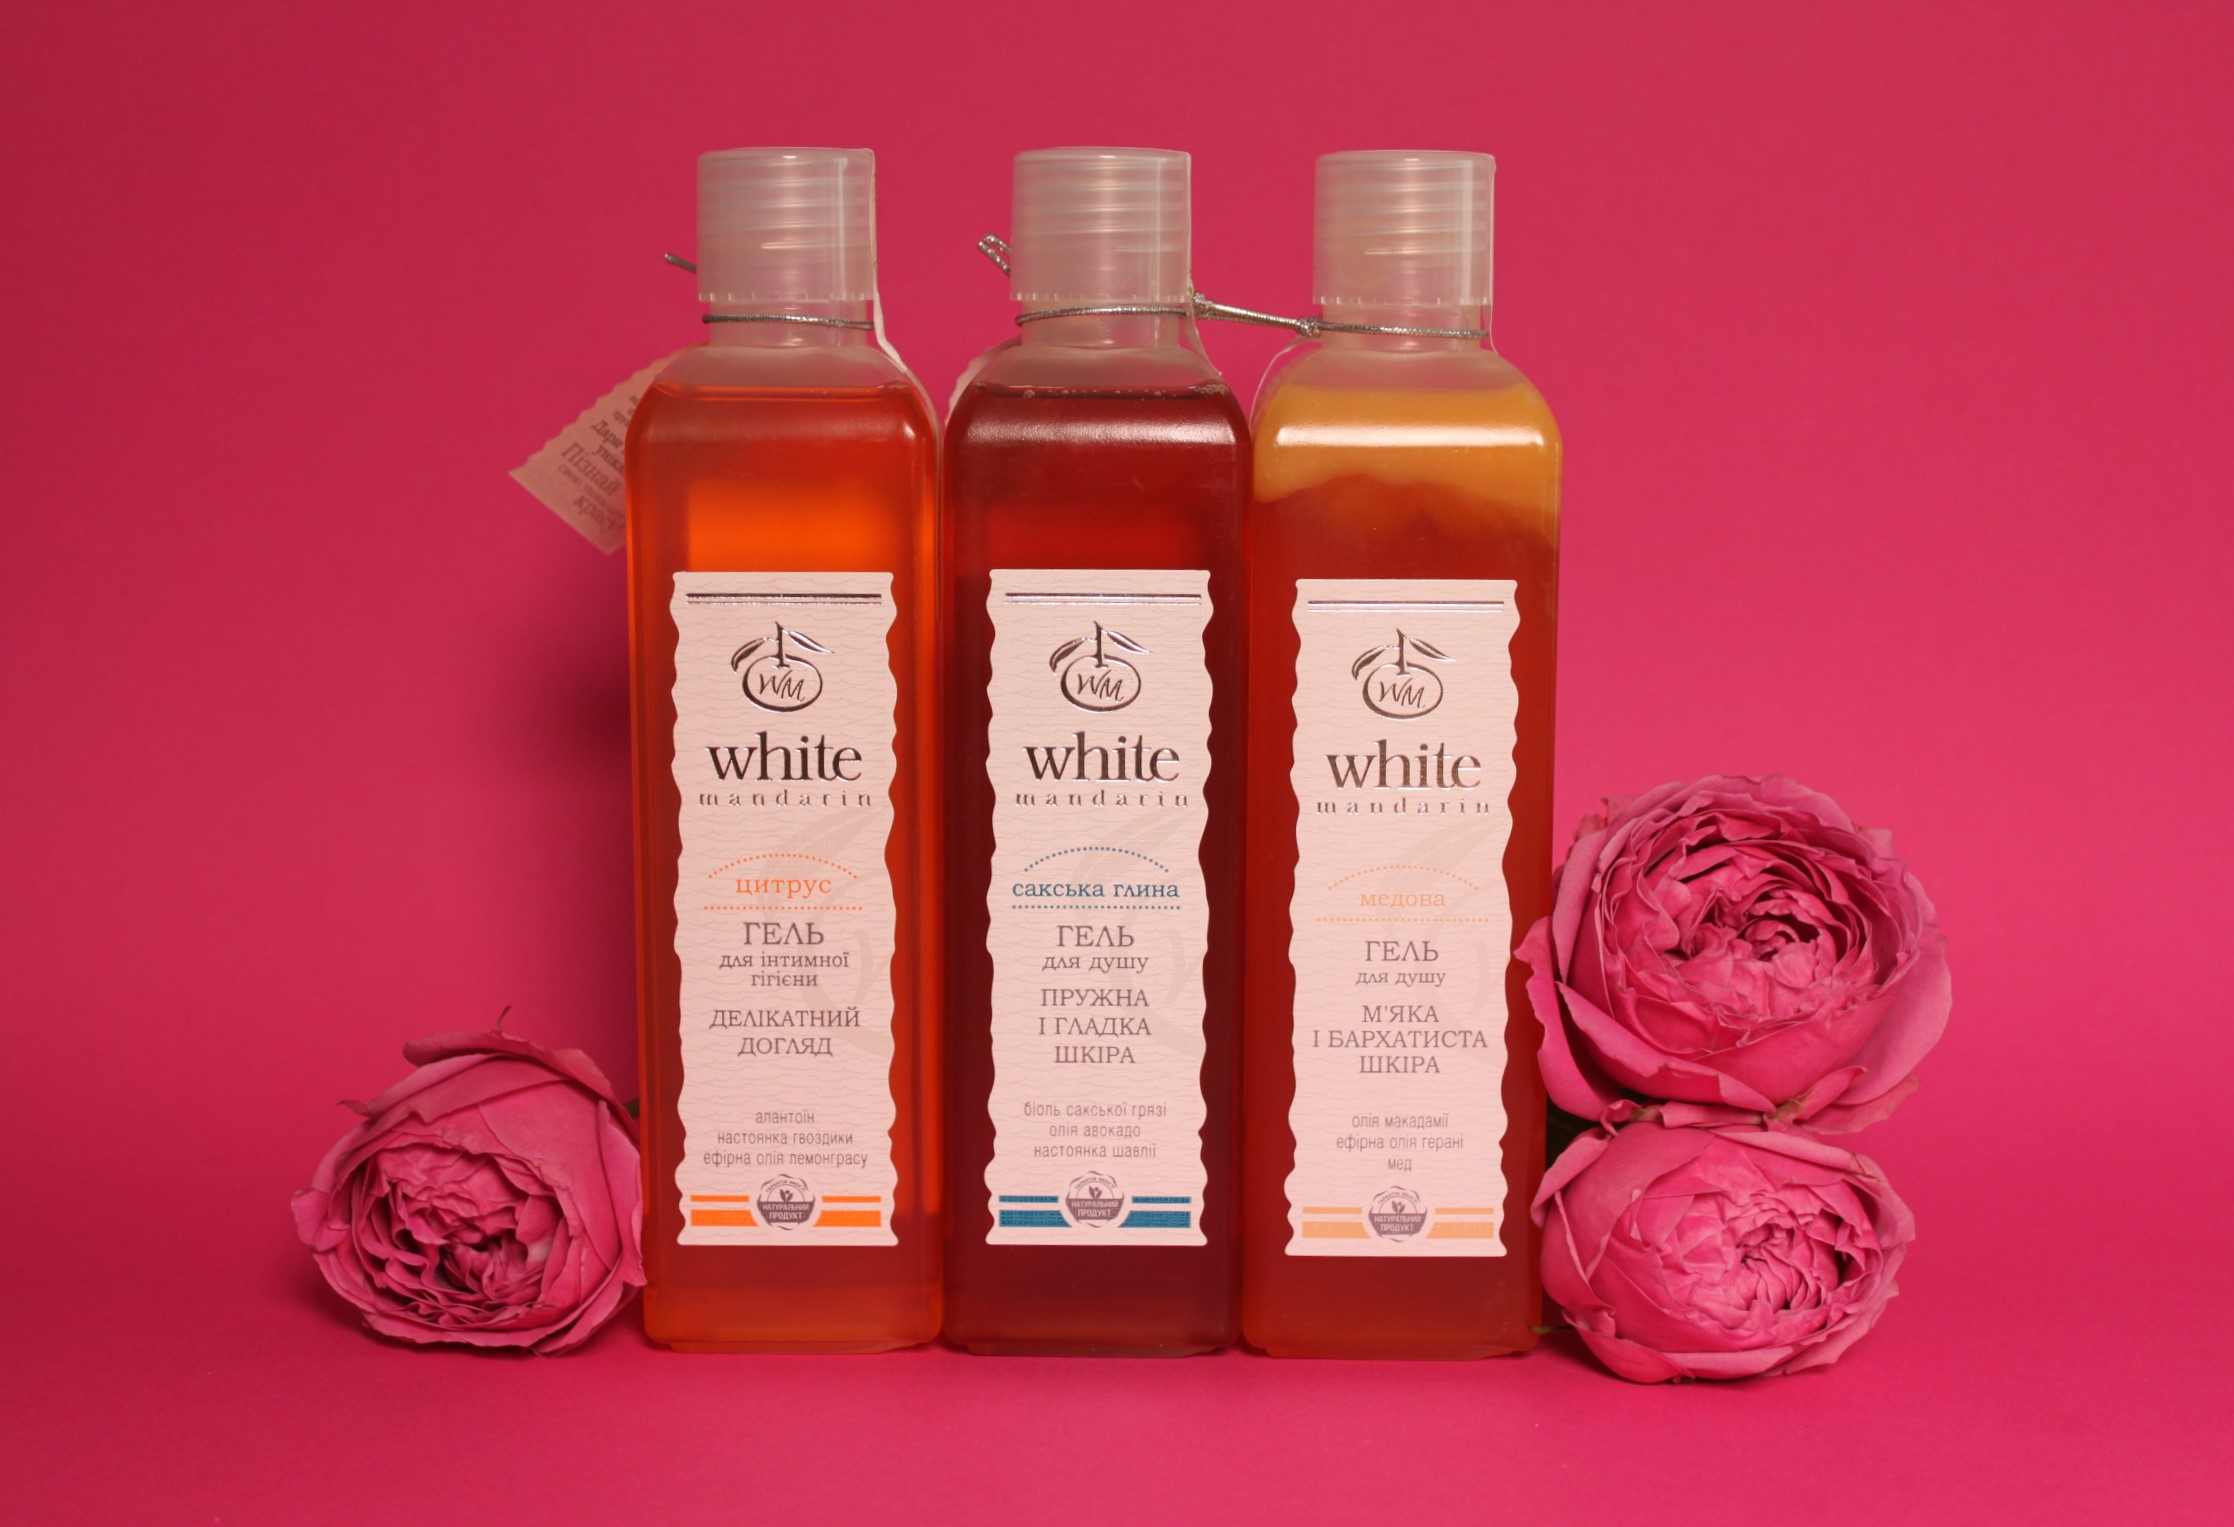 Пізнай
красу
WM
white
mandarin
цитрус
ГЕЛЬ
для інтимної
гігієни
ДЕЛІКАТНИЙ
ДОГЛЯД
алантоїн
настоянка гвоздики
ефірна олія лемонграсу
НАТУРАЛЬНИЙ
ПРОДУКТ
WM
white
mandarin
сакська глина
ГЕЛЬ
для душу
ПРУЖНА
І ГЛАДКА
ШКІРА
біоль сакської грязі
олія авокадо
настоянка шавлії
НАТУРАЛЬНИЙ
ПРОДУКТ
WM
white
mandarin
медова
ГЕЛЬ
для душу
М'ЯКА
І БАРХАТИСТА
ШКІРА
олія макадамії
ефірна олія герані
мед
НАТУРАЛЬНИЙ
ПРОДУКТ